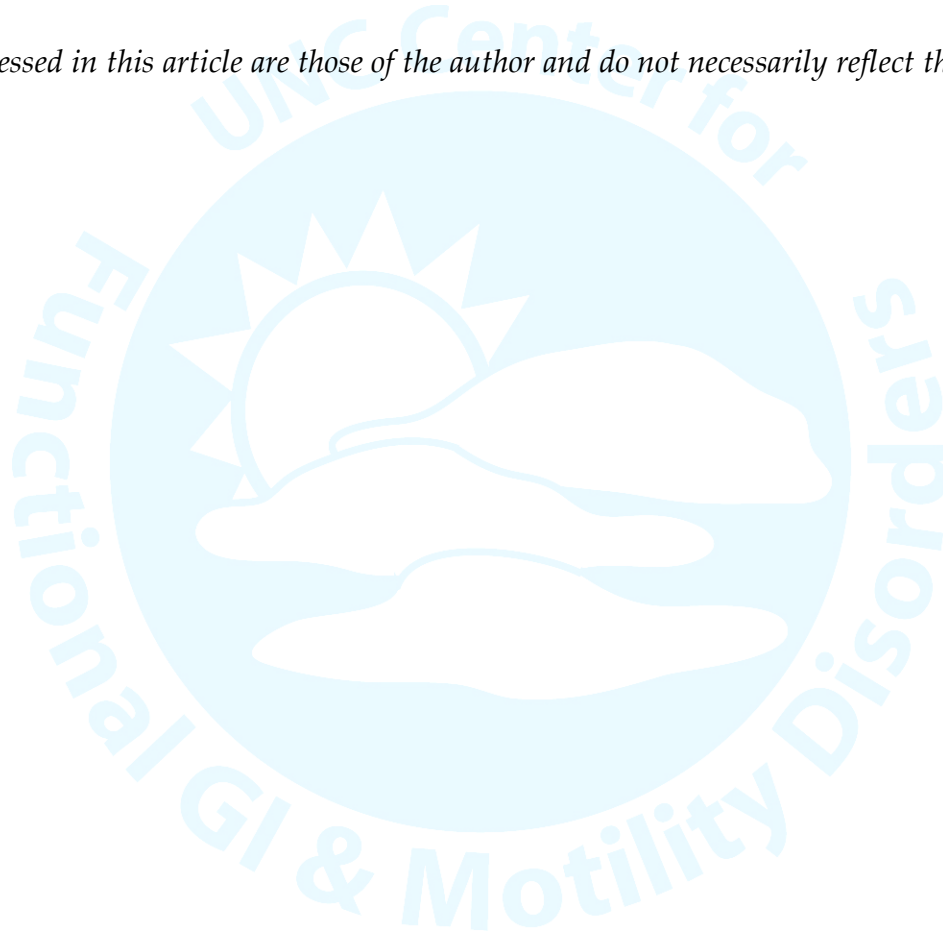 essed in this article are those of the author and do not necessarily reflect th
UNC Center for
Functional GI & Motility Disorders